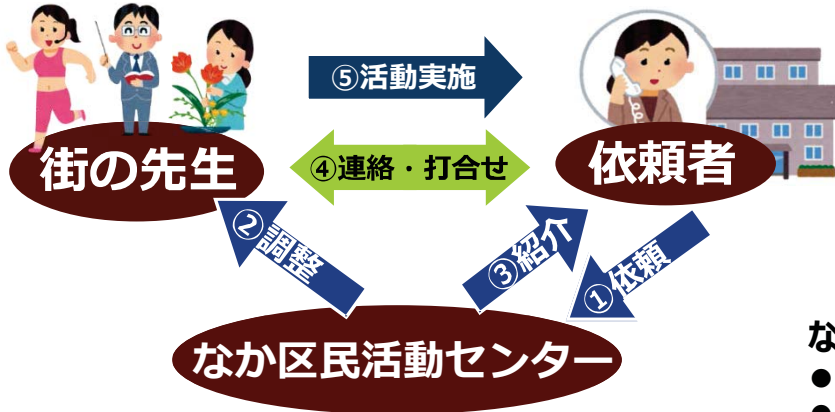 ⑤活動実施
街の先生
④連絡・打合せ
依頼者
②調整
③紹介
①依頼
なか区民活動センター
な
●
●